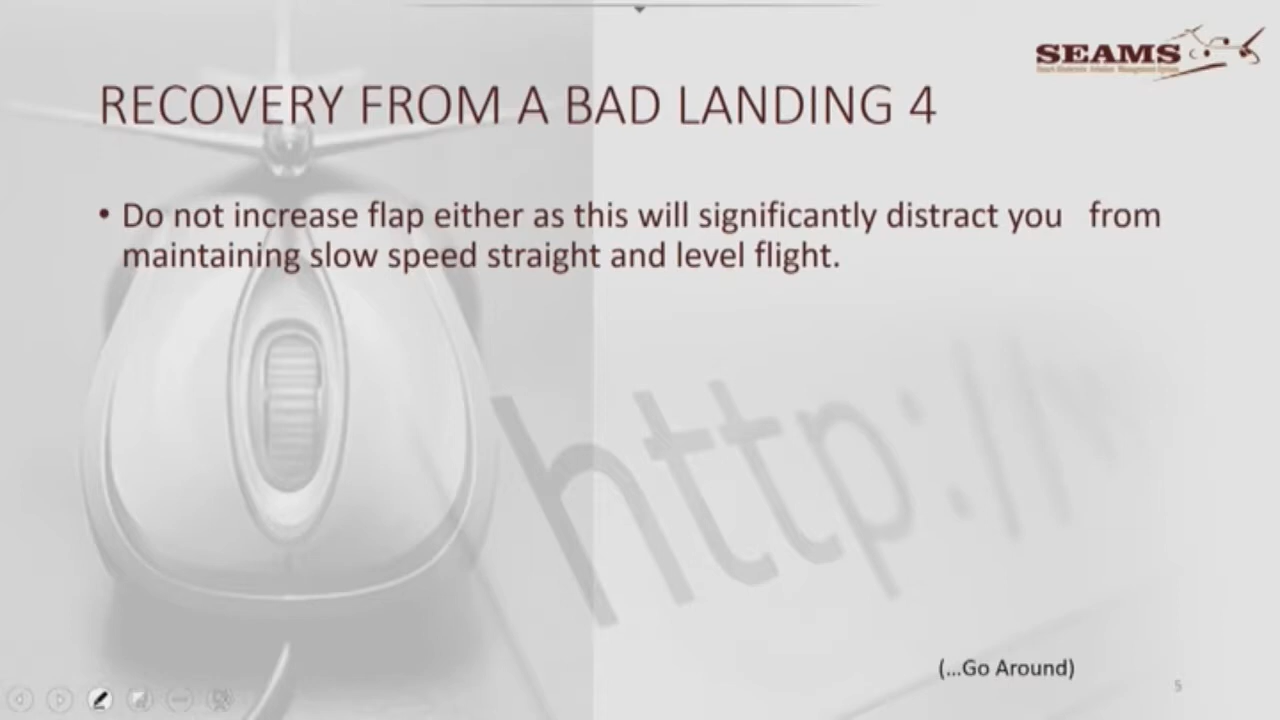 SEAMS
RECOVERY FROM A BAD LANDING 4
• Do not increase flap either as this will significantly distract you from
maintaining slow speed straight and level flight.
http://
(...Go Around)
5